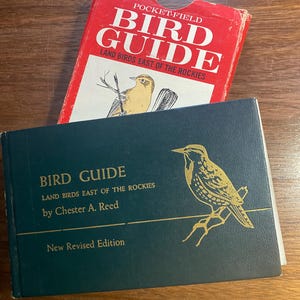 POCKET-FIELD
BIRD
GUIDE
LAND BIRDS EAST OF THE ROCKIES
BIRD GUIDE
LAND BIRDS EAST OF THE ROCKIES
by Chester A. Reed
New Revised Edition